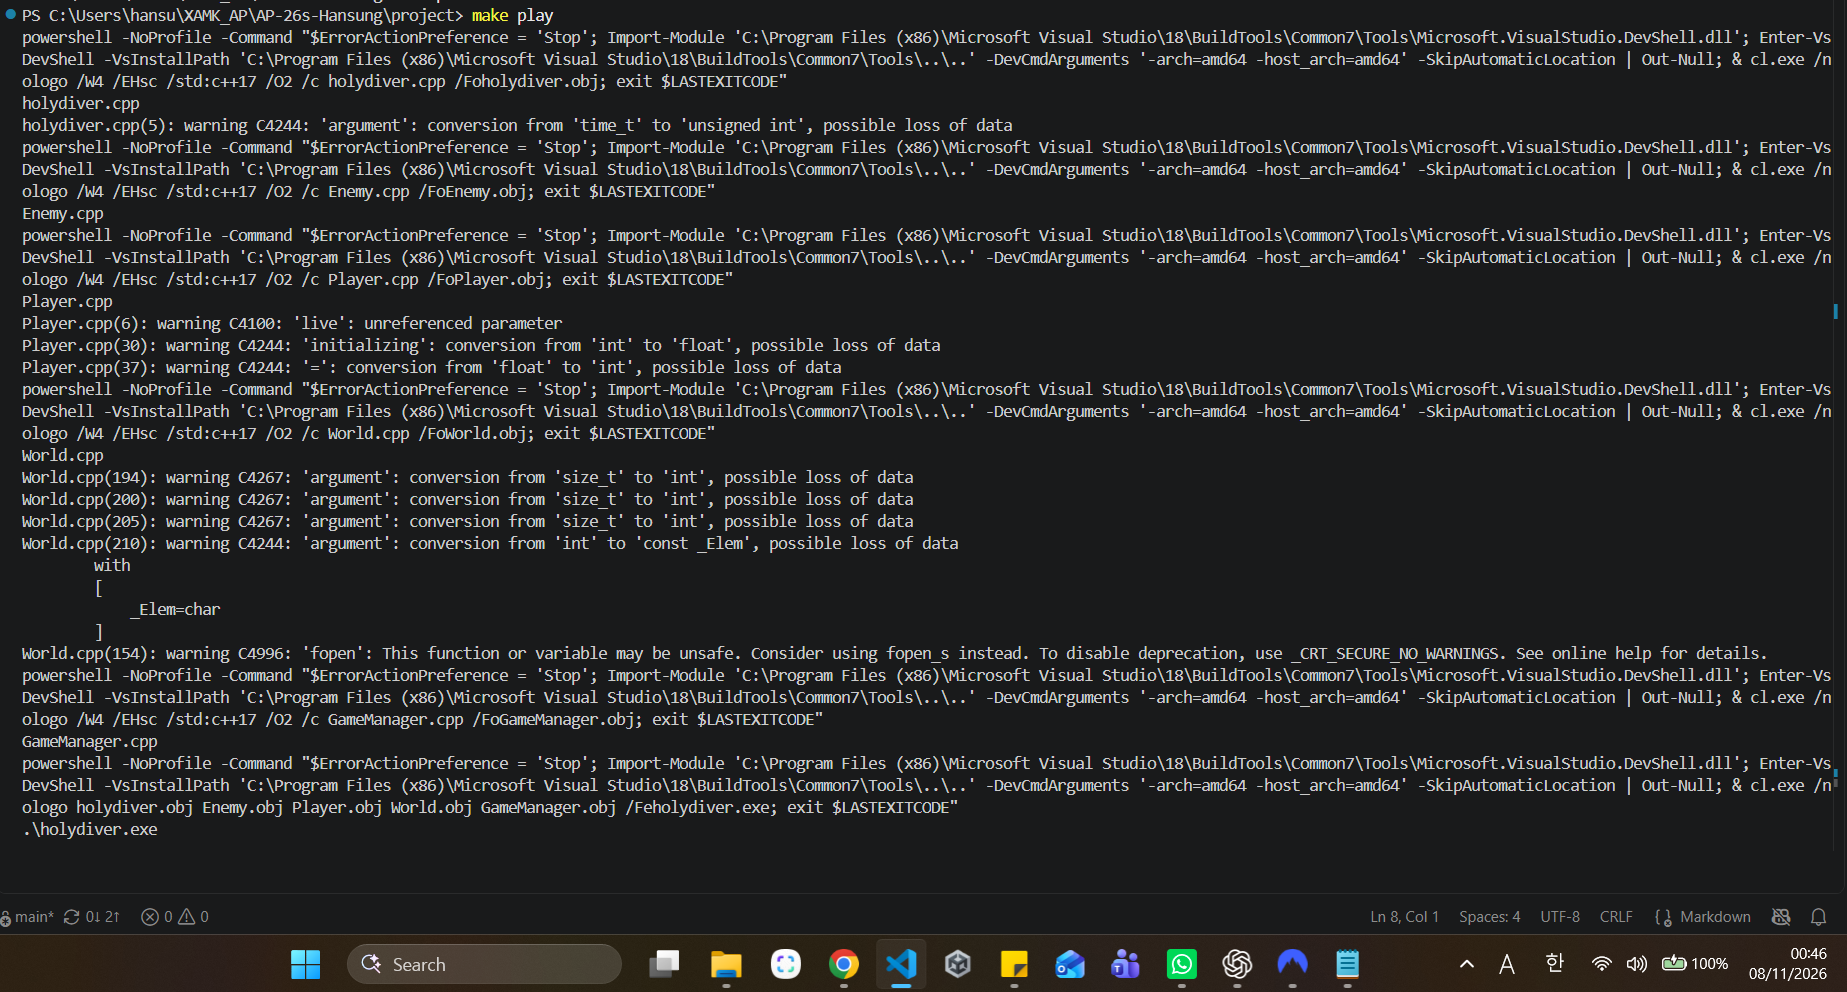 PS C:\Users\hansu\XAMK_AP\AP-26s-Hansung\project> make play
powershell -NoProfile -Command "$ErrorActionPreference = 'Stop'; Import-Module 'C:\Program Files (x86)\Microsoft Visual Studio\18\BuildTools\Common7\Tools\Microsoft.VisualStudio.DevShell.dll'; Enter-Vs
DevShell -VsInstallPath 'C:\Program Files (x86)\Microsoft Visual Studio\18\BuildTools\Common7\Tools\..\..' -DevCmdArguments '-arch=amd64 -host_arch=amd64' -SkipAutomaticLocation | Out-Null; & cl.exe /n
ologo /W4 /EHsc /std:c++17 /O2 /c holydiver.cpp /Foholydiver.obj; exit $LASTEXITCODE"
holydiver.cpp
holydiver.cpp(5): warning C4244: 'argument': conversion from 'time_t' to 'unsigned int', possible loss of data
powershell -NoProfile -Command "$ErrorActionPreference = 'Stop'; Import-Module 'C:\Program Files (x86)\Microsoft Visual Studio\18\BuildTools\Common7\Tools\Microsoft.VisualStudio.DevShell.dll'; Enter-Vs
DevShell -VsInstallPath 'C:\Program Files (x86)\Microsoft Visual Studio\18\BuildTools\Common7\Tools\..\..' -DevCmdArguments '-arch=amd64 -host_arch=amd64' -SkipAutomaticLocation | Out-Null; & cl.exe /n
ologo /W4 /EHsc /std:c++17 /O2 /c Enemy.cpp /FoEnemy.obj; exit $LASTEXITCODE"
Enemy.cpp
powershell -NoProfile -Command "$ErrorActionPreference = 'Stop'; Import-Module 'C:\Program Files (x86)\Microsoft Visual Studio\18\BuildTools\Common7\Tools\Microsoft.VisualStudio.DevShell.dll'; Enter-Vs
DevShell -VsInstallPath 'C:\Program Files (x86)\Microsoft Visual Studio\18\BuildTools\Common7\Tools\..\..' -DevCmdArguments '-arch=amd64 -host_arch=amd64' -SkipAutomaticLocation | Out-Null; & cl.exe /n
ologo /W4 /EHsc /std:c++17 /O2 /c Player.cpp /FoPlayer.obj; exit $LASTEXITCODE"
Player.cpp
Player.cpp(6): warning C4100: 'live': unreferenced parameter
Player.cpp(30): warning C4244: 'initializing': conversion from 'int' to 'float', possible loss of data
Player.cpp(37): warning C4244: '=': conversion from 'float' to 'int', possible loss of data
powershell -NoProfile -Command "$ErrorActionPreference = 'Stop'; Import-Module 'C:\Program Files (x86)\Microsoft Visual Studio\18\BuildTools\Common7\Tools\Microsoft.VisualStudio.DevShell.dll'; Enter-Vs
DevShell -VsInstallPath 'C:\Program Files (x86)\Microsoft Visual Studio\18\BuildTools\Common7\Tools\..\..' -DevCmdArguments '-arch=amd64 -host_arch=amd64' -SkipAutomaticLocation | Out-Null; & cl.exe /n
ologo /W4 /EHsc /std:c++17 /O2 /c World.cpp /FoWorld.obj; exit $LASTEXITCODE"
World.cpp
World.cpp(194): warning C4267: 'argument': conversion from 'size_t' to 'int', possible loss of data
World.cpp(200): warning C4267: 'argument': conversion from 'size_t' to 'int', possible loss of data
World.cpp(205): warning C4267: 'argument': conversion from 'size_t' to 'int', possible loss of data
World.cpp(210): warning C4244: 'argument': conversion from 'int' to 'const _Elem', possible loss of data
with
[
_Elem=char
]
World.cpp(154): warning C4996: 'fopen': This function or variable may be unsafe. Consider using fopen_s instead. To disable deprecation, use _CRT_SECURE_NO_WARNINGS. See online help for details.
powershell -NoProfile -Command "$ErrorActionPreference = 'Stop'; Import-Module 'C:\Program Files (x86)\Microsoft Visual Studio\18\BuildTools\Common7\Tools\Microsoft.VisualStudio.DevShell.dll'; Enter-Vs
DevShell -VsInstallPath 'C:\Program Files (x86)\Microsoft Visual Studio\18\BuildTools\Common7\Tools\..\..' -DevCmdArguments '-arch=amd64 -host_arch=amd64' -SkipAutomaticLocation | Out-Null; & cl.exe /n
ologo /W4 /EHsc /std:c++17 /O2 /c GameManager.cpp /FoGameManager.obj; exit $LASTEXITCODE"
GameManager.cpp
powershell -NoProfile -Command "$ErrorActionPreference = 'Stop'; Import-Module 'C:\Program Files (x86)\Microsoft Visual Studio\18\BuildTools\Common7\Tools\Microsoft.VisualStudio.DevShell.dll'; Enter-Vs
DevShell -VsInstallPath 'C:\Program Files (x86)\Microsoft Visual Studio\18\BuildTools\Common7\Tools\..\..' -DevCmdArguments '-arch=amd64 -host_arch=amd64' -SkipAutomaticLocation | Out-Null; & cl.exe /n
ologo holydiver.obj Enemy.obj Player.obj World.obj GameManager.obj /Feholydiver.exe; exit $LASTEXITCODE"
.\holydiver.exe
main* 0↓ 2↑ 0 0 Ln 8, Col 1 Spaces: 4 UTF-8 CRLF Markdown
Search A 한 100% 00:46
08/11/2026